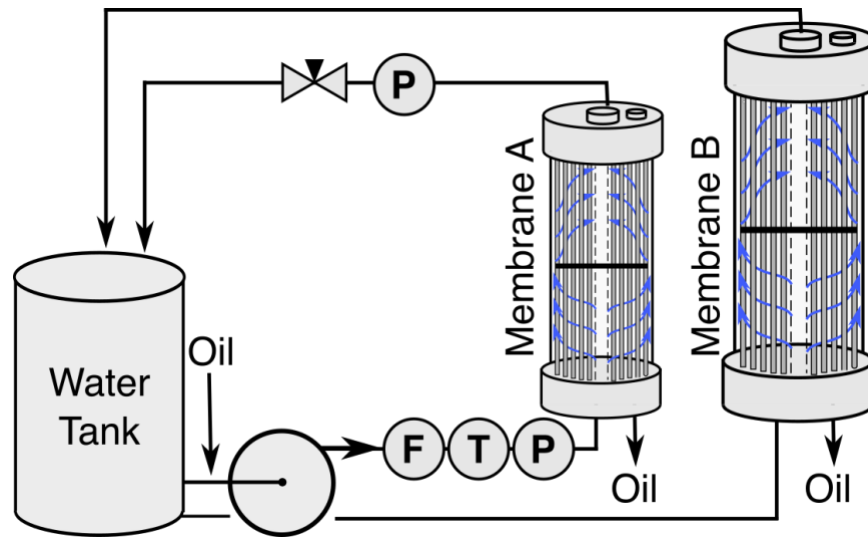 P
Membrane A
Membrane B
Oil
Water
Tank
F T P
Oil
Oil